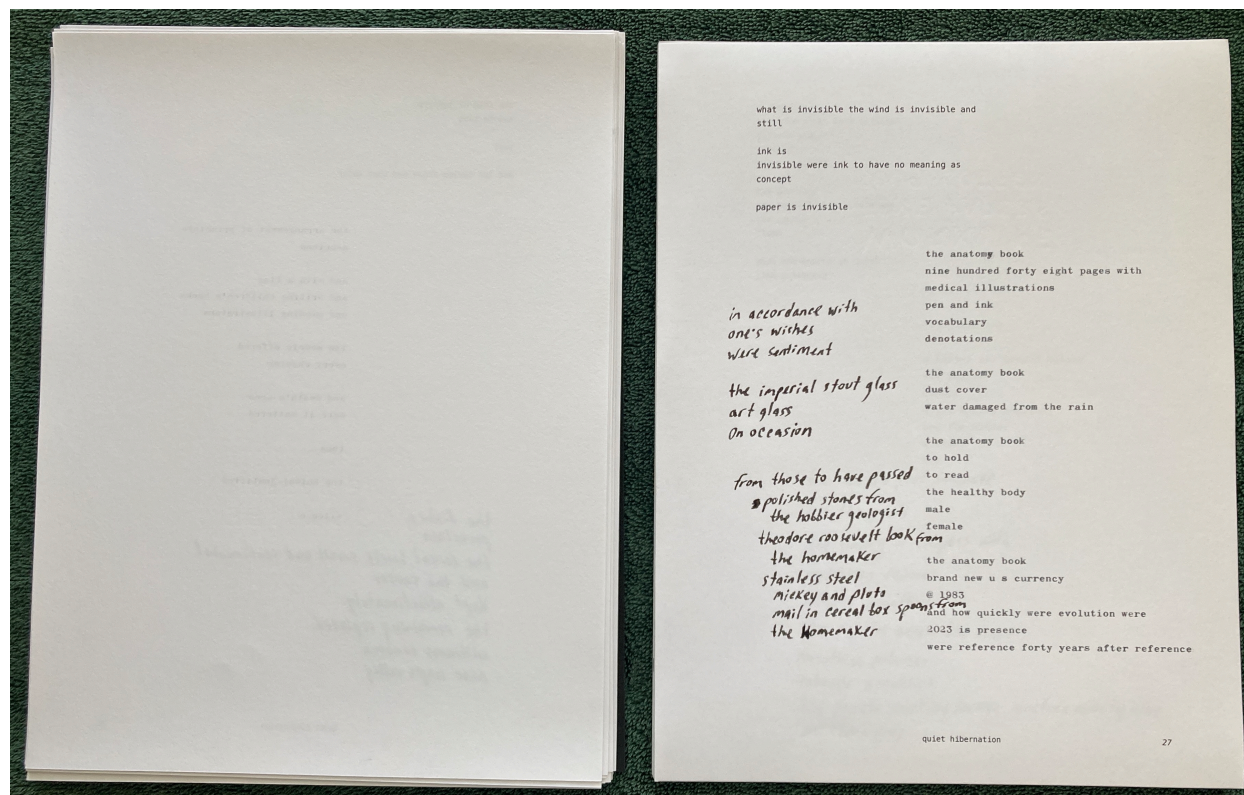 what is invisible the wind is invisible and
still
ink is
invisible were ink to have no meaning as
concept
paper is invisible
the anatomy book
nine hundred forty eight pages with
medical illustrations
pen and ink
vocabulary
denotations
the anatomy book
dust cover
water damaged from the rain
the anatomy book
to hold
to read
the healthy body
male
female
the anatomy book
brand new u s currency
@ 1983
and how quickly were evolution were
2023 is presence
were reference forty years after reference
in accordance with
one's wishes
were sentiment
the imperial stout glass
art glass
On occasion
from those to have passed
polished stones from
the hobbier geologist
theodore roosevelt book from
the homemaker
stainless steel
mickey and pluto
mail in cereal box spoons from
the Homemaker
quiet hibernation
27